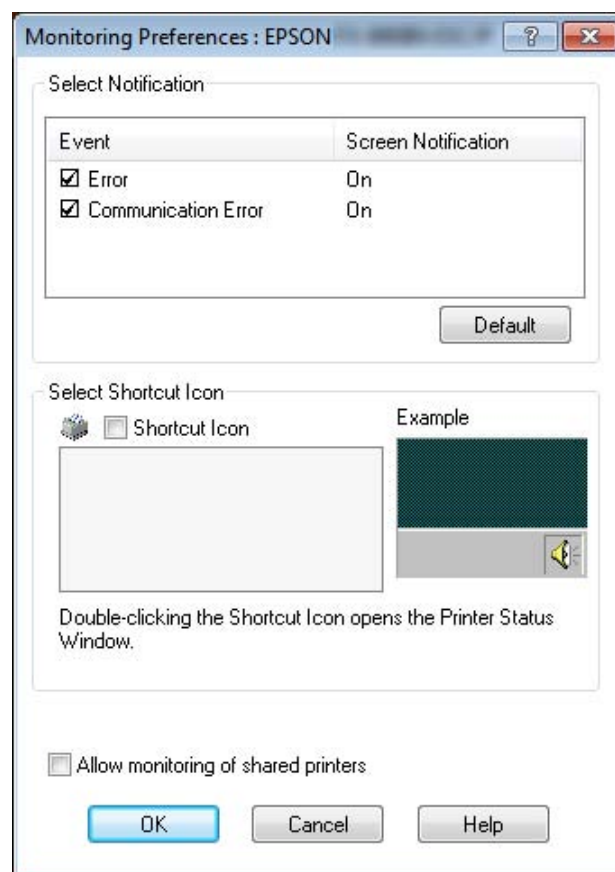 Monitoring Preferences : EPSON
Select Notification
Event Screen Notification
Error On
Communication Error On
Default
Select Shortcut Icon
Shortcut Icon
Example
Double-clicking the Shortcut Icon opens the Printer Status
Window.
Allow monitoring of shared printers
OK Cancel Help